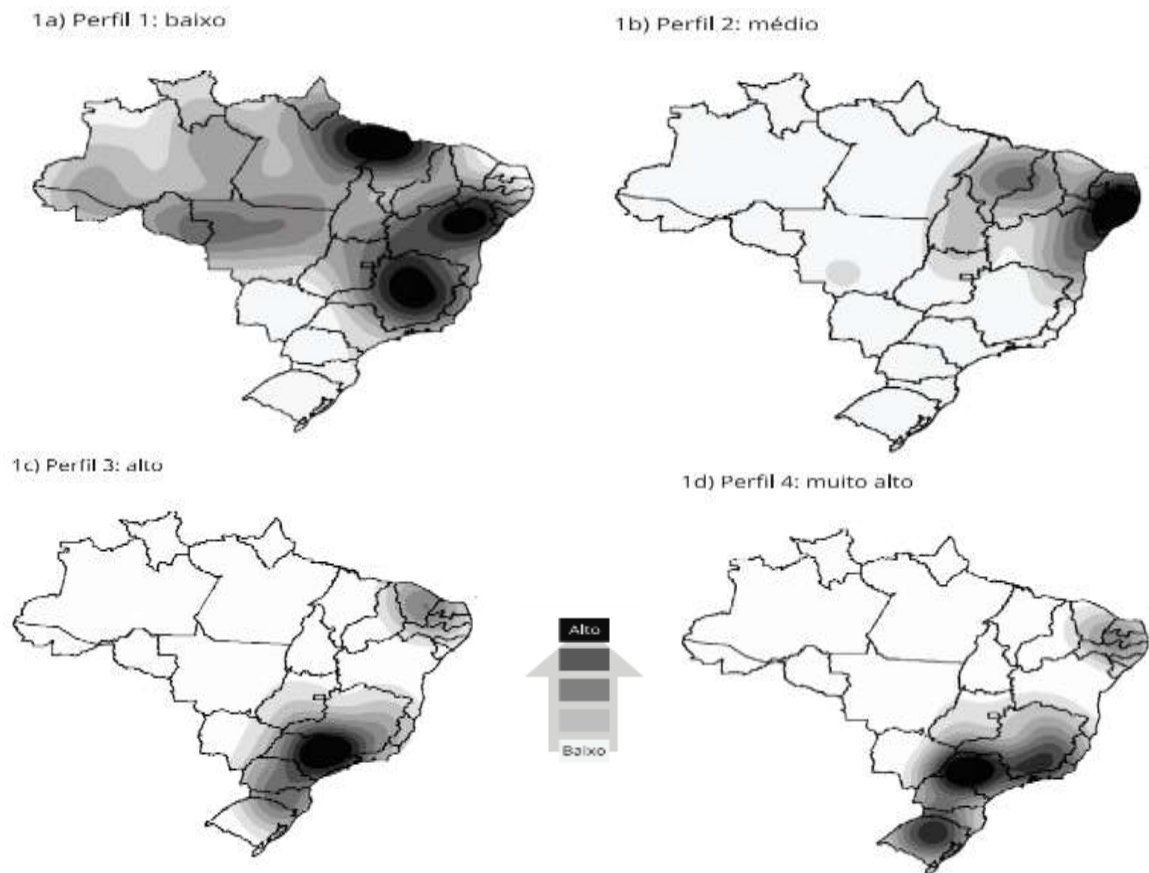 1a) Perfil 1: baixo
1b) Perfil 2: médio
1c) Perfil 3: alto
1d) Perfil 4: muito alto
Alto
Baixo